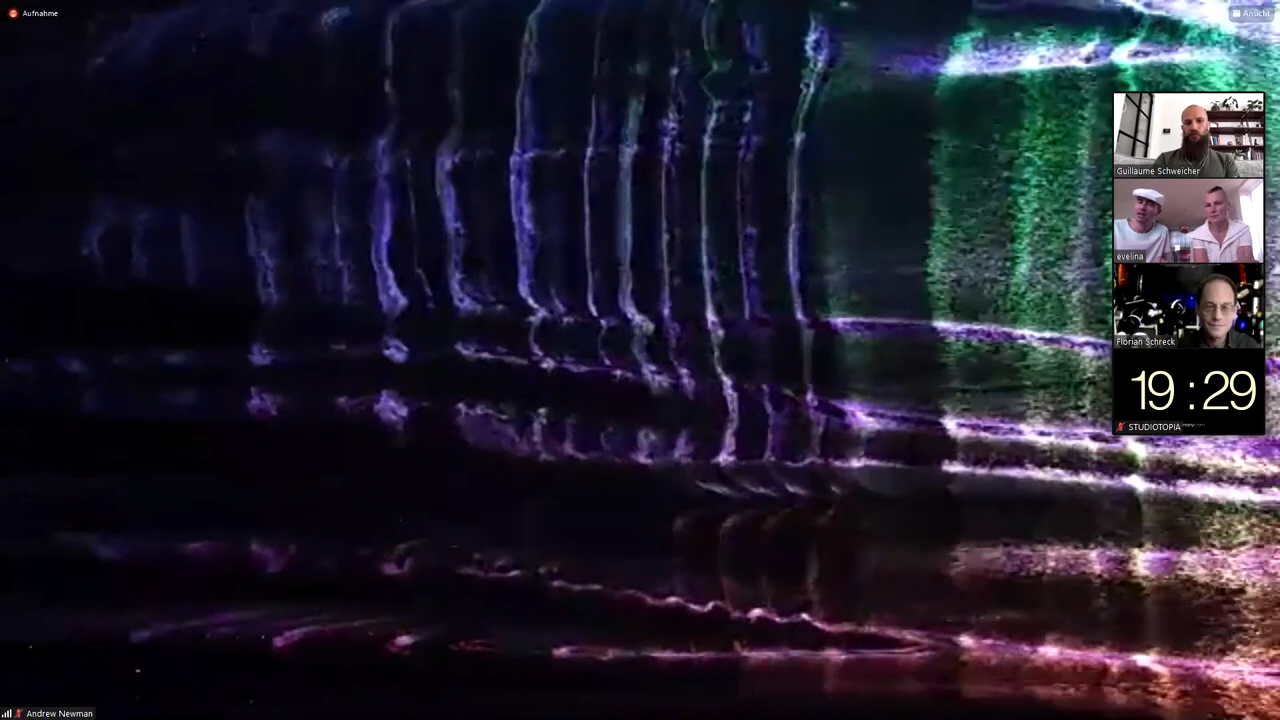 Aufnahme
Ansicht
Guillaume Schweicher
evelina
Florian Schreck
19:29
STUDIOTOPIA
Andrew Newman